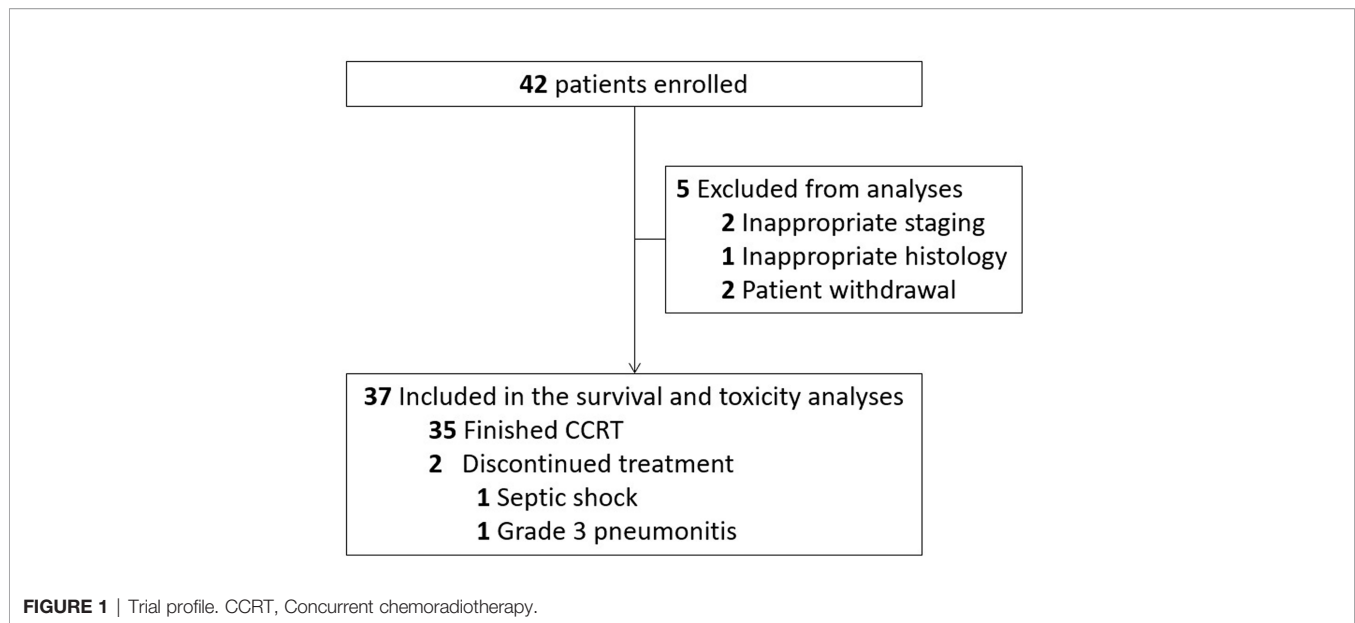 42 patients enrolled
5 Excluded from analyses
2 Inappropriate staging
1 Inappropriate histology
2 Patient withdrawal
37 Included in the survival and toxicity analyses
35 Finished CCRT
2 Discontinued treatment
1 Septic shock
1 Grade 3 pneumonitis
FIGURE 1 | Trial profile. CCRT, Concurrent chemoradiotherapy.